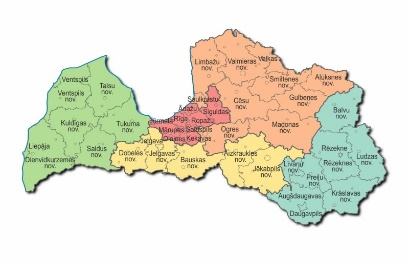 Ventspils
Ventspils
nov.
Talsu
nov.
Kuldīgas
nov.
Tukuma
nov.
Liepāja
Saldus
nov.
Dienvidkurzemes
nov.
Limbažu
nov.
Valmieras
nov.
Valkas
nov.
Smiltenes
nov.
Alūksnes
nov.
Gulbenes
nov.
Cēsu
nov.
Madonas
nov.
Ogres
nov.
Saulkrastu
nov.
Siguldas
nov.
Ādažu
Rīga
Ropažu
Mārupes
Salaspils
Olaines
Ķekavas
Jelgava
Dobeles
nov.
Jelgavas
nov.
Bauskas
nov.
Aizkraukles
nov.
Jēkabpils
nov.
Balvu
nov.
Rēzekne
Rēzeknes
nov.
Ludzas
nov.
Līvānu
nov.
Preiļu
nov.
Krāslavas
nov.
Augšdaugavas
nov.
Daugavpils